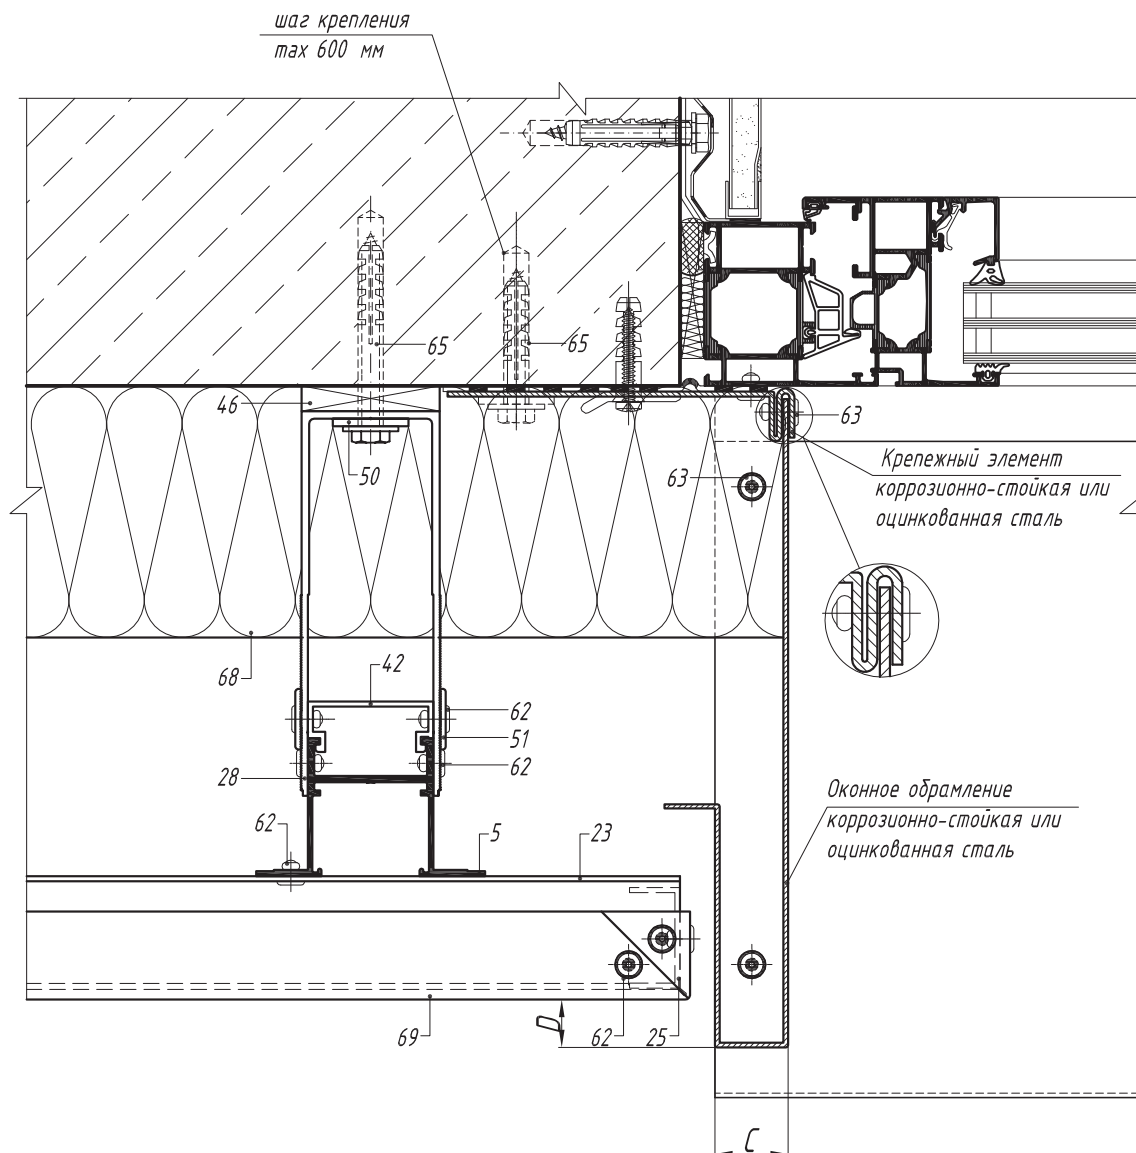 шаг крепления
max 600 мм
65
65
46
50
63
63
Крепежный элемент
коррозионно-стойкая или
оцинкованная сталь
68
42
62
51
62
28
62
5
23
Оконное обрамление
коррозионно-стойкая или
оцинкованная сталь
69
D
62
25
C